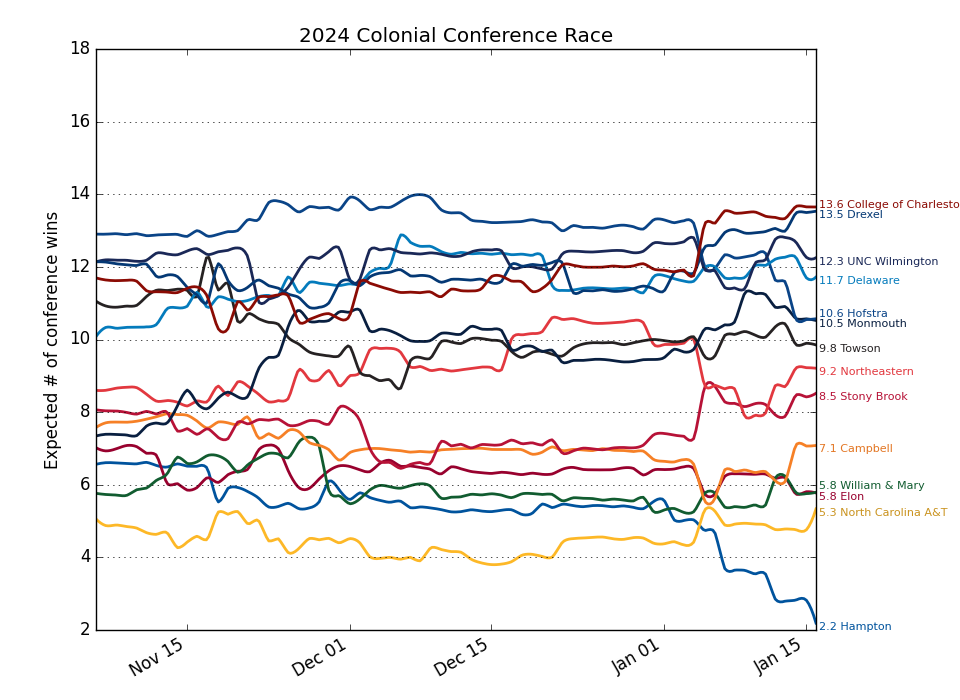 2024 Colonial Conference Race
Expected # of conference wins
18
16
14
12
10
8
6
4
2
Nov 15
Dec 01
Dec 15
Jan 01
Jan 15
13.6 College of Charlesto
13.5 Drexel
12.3 UNC Wilmington
11.7 Delaware
10.6 Hofstra
10.5 Monmouth
9.8 Towson
9.2 Northeastern
8.5 Stony Brook
7.1 Campbell
5.8 William & Mary
5.8 Elon
5.3 North Carolina A&T
2.2 Hampton